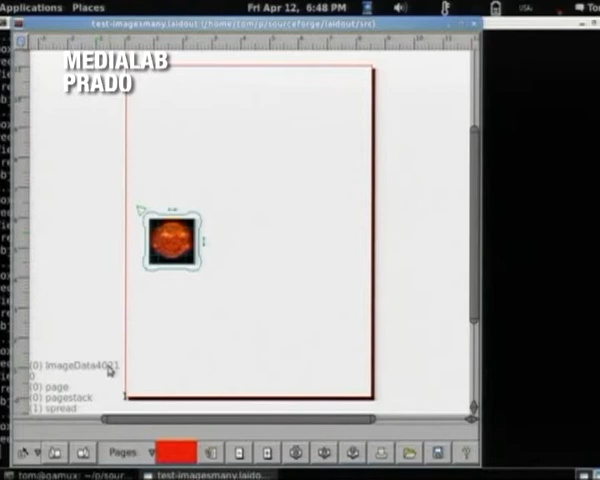 Applications Places Fri Apr 12, 6:48 PM USA
test-imagesmany.laidout (/home/tom/p/sourceforge/laidout/src)
MEDIALAB
PRADO
(0) ImageData4021
0
(0) page
(0) pagestack
(1) spread
Pages
tom@gamux: ~/p/sour...
test-imagesmany.laido...